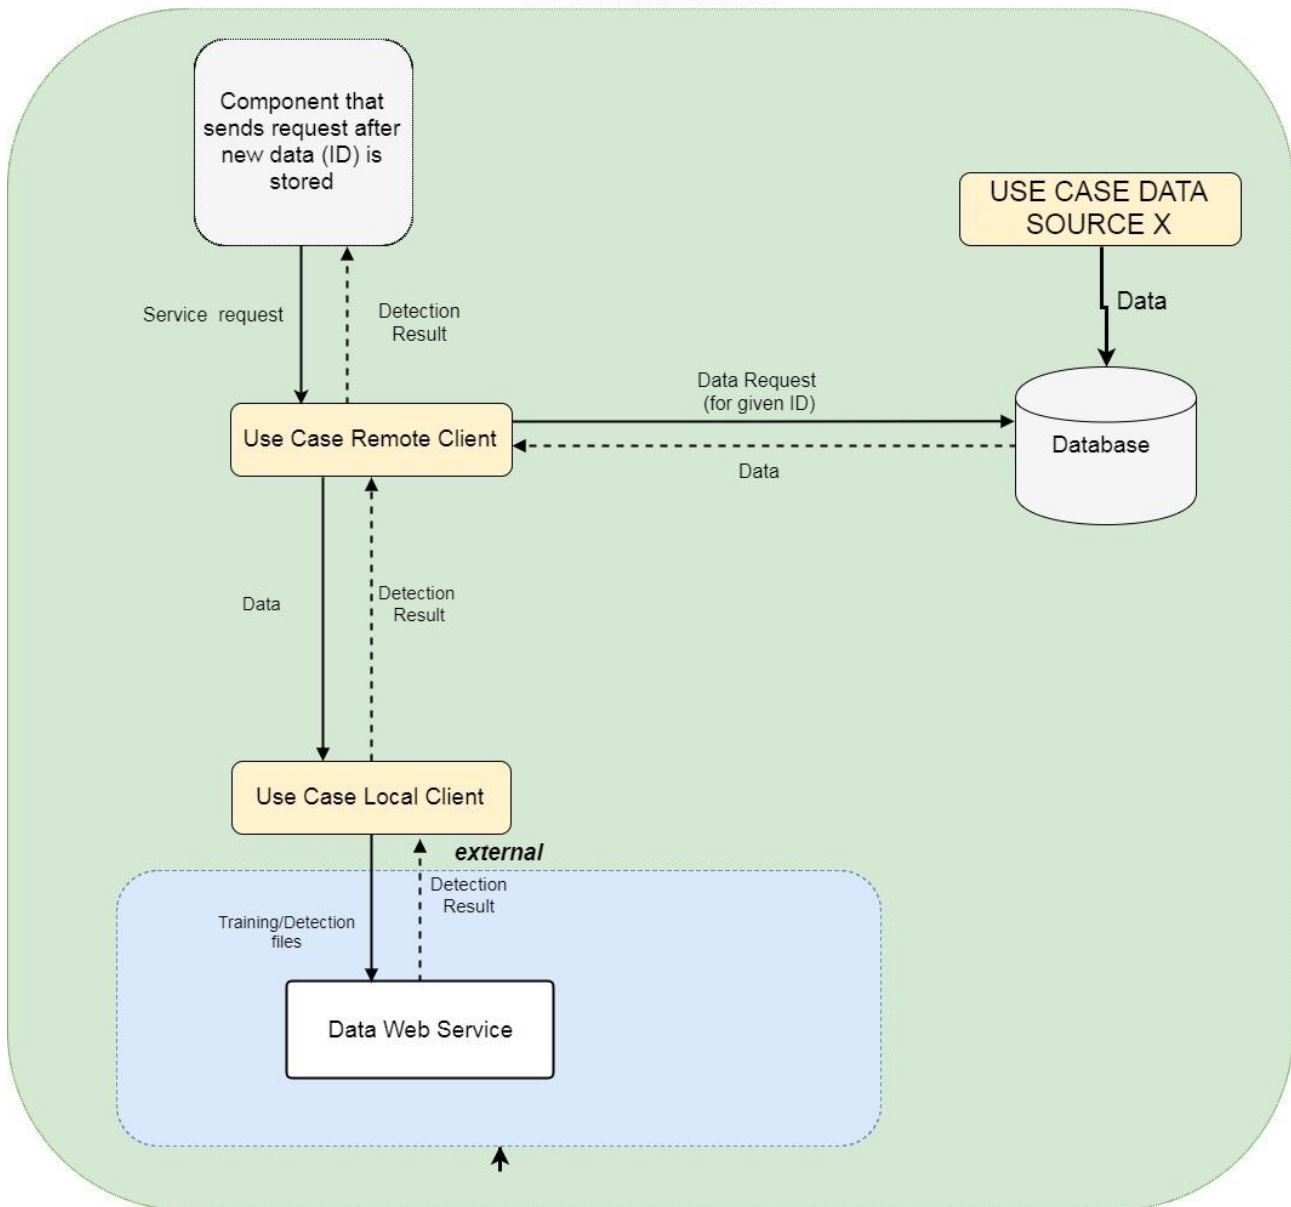 Component that
sends request after
new data (ID) is
stored
USE CASE DATA
SOURCE X
Service request
Detection
Result
Data
Data Request
(for given ID)
Use Case Remote Client
Database
Data
Data
Detection
Result
Use Case Local Client
external
Detection
Result
Training/Detection
files
Data Web Service